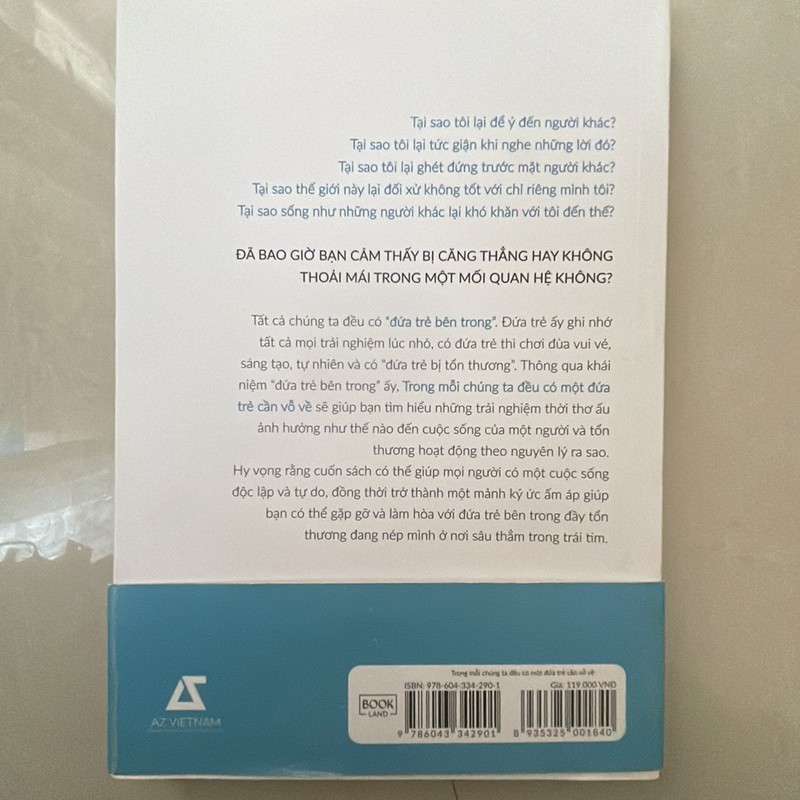 Tại sao tôi lại để ý đến người khác?
Tại sao tôi lại tức giận khi nghe những lời đó?
Tại sao tôi lại ghét đứng trước mặt người khác?
Tại sao thế giới này lại đối xử không tốt với chỉ riêng mình tôi?
Tại sao sống như những người khác lại khó khăn với tôi đến thế?
ĐÃ BAO GIỜ BẠN CẢM THẤY BỊ CĂNG THẲNG HAY KHÔNG
THOẢI MÁI TRONG MỘT MỐI QUAN HỆ KHÔNG?
Tất cả chúng ta đều có "đứa trẻ bên trong". Đứa trẻ ấy ghi nhớ
tất cả mọi trải nghiệm lúc nhỏ, có đứa trẻ thì chơi đùa vui vẻ,
sáng tạo, tự nhiên và có "đứa trẻ bị tổn thương". Thông qua khái
niệm "đứa trẻ bên trong" ấy, Trong mỗi chúng ta đều có một đứa
trẻ cần vỗ về sẽ giúp bạn tìm hiểu những trải nghiệm thời thơ ấu
ảnh hưởng như thế nào đến cuộc sống của một người và tổn
thương hoạt động theo nguyên lý ra sao.
Hy vọng rằng cuốn sách có thể giúp mọi người có một cuộc sống
độc lập và tự do, đồng thời trở thành một mảnh ký ức ấm áp giúp
bạn có thể gặp gỡ và làm hòa với đứa trẻ bên trong đầy tổn
thương đang nép mình ở nơi sâu thẳm trong trái tim.
Trong mỗi chúng ta đều có một đứa trẻ cần vỗ về
ISBN: 978-604-334-290-1 Giá: 119.000 VNĐ
BOOK
LAND
9 786043 342901 8 935325 001840
AZ VIETNAM